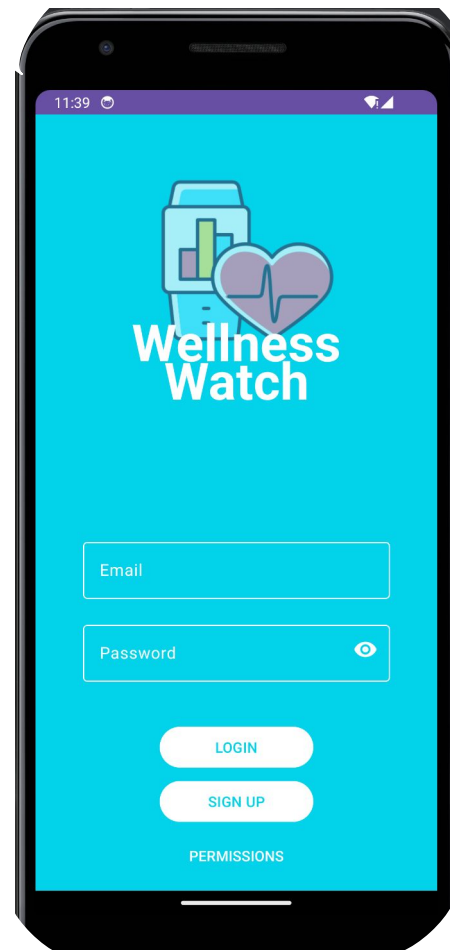 11:39
Wellness
Watch
Email
Password
LOGIN
SIGN UP
PERMISSIONS